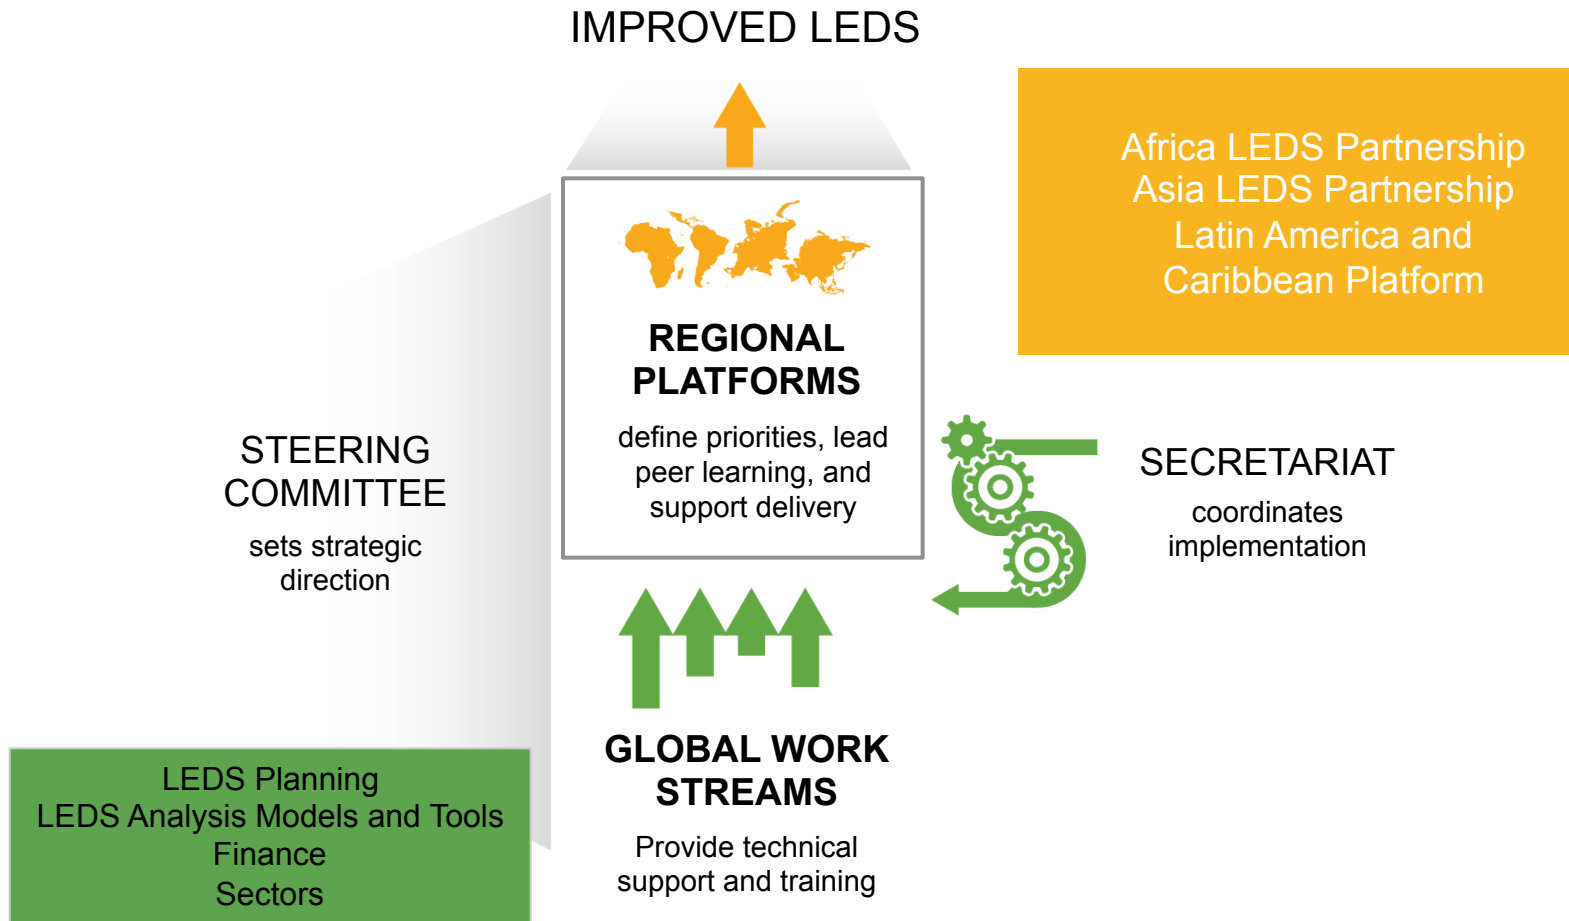 IMPROVED LEDS
Africa LEDS Partnership
Asia LEDS Partnership
Latin America and
Caribbean Platform
REGIONAL
PLATFORMS
define priorities, lead
peer learning, and
support delivery
STEERING
COMMITTEE
sets strategic
direction
SECRETARIAT
coordinates
implementation
GLOBAL WORK
STREAMS
Provide technical
support and training
LEDS Planning
LEDS Analysis Models and Tools
Finance
Sectors